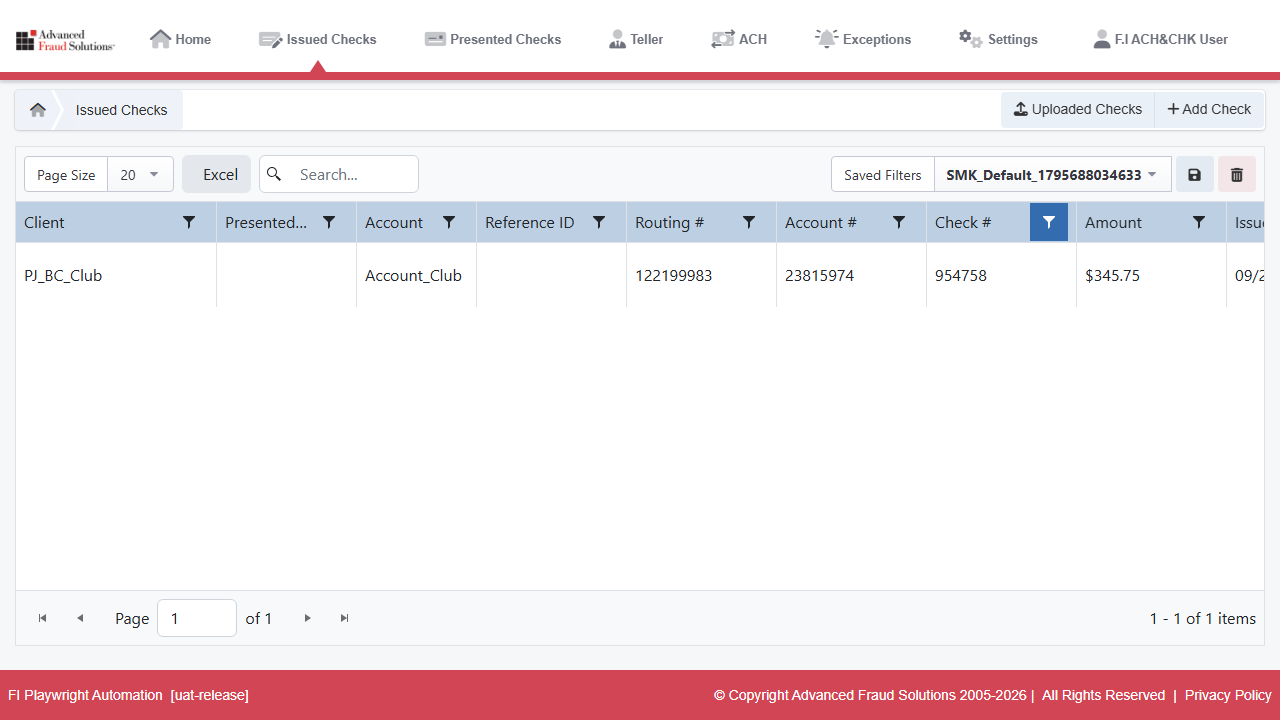 Advanced
Fraud Solutions
Home
Issued Checks
Presented Checks
Teller
ACH
Exceptions
Settings
F.I ACH&CHK User
Issued Checks
Uploaded Checks
Add Check
Page Size
20
Excel
Search...
Saved Filters
SMK_Default_1795688034633
Client
Presented...
Account
Reference ID
Routing #
Account #
Check #
Amount
Issue
PJ_BC_Club
Account_Club
122199983
23815974
954758
$345.75
09/2
Page
1
of 1
1 - 1 of 1 items
FI Playwright Automation [uat-release]
© Copyright Advanced Fraud Solutions 2005-2026 | All Rights Reserved | Privacy Policy